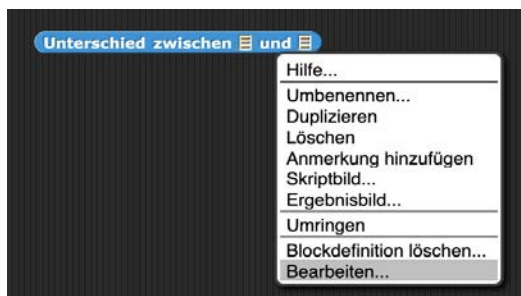 Unterschied zwischen und
Hilfe...
Umbenennen...
Duplizieren
Löschen
Anmerkung hinzufügen
Skriptbild...
Ergebnisbild...
Umringen
Blockdefinition löschen...
Bearbeiten...